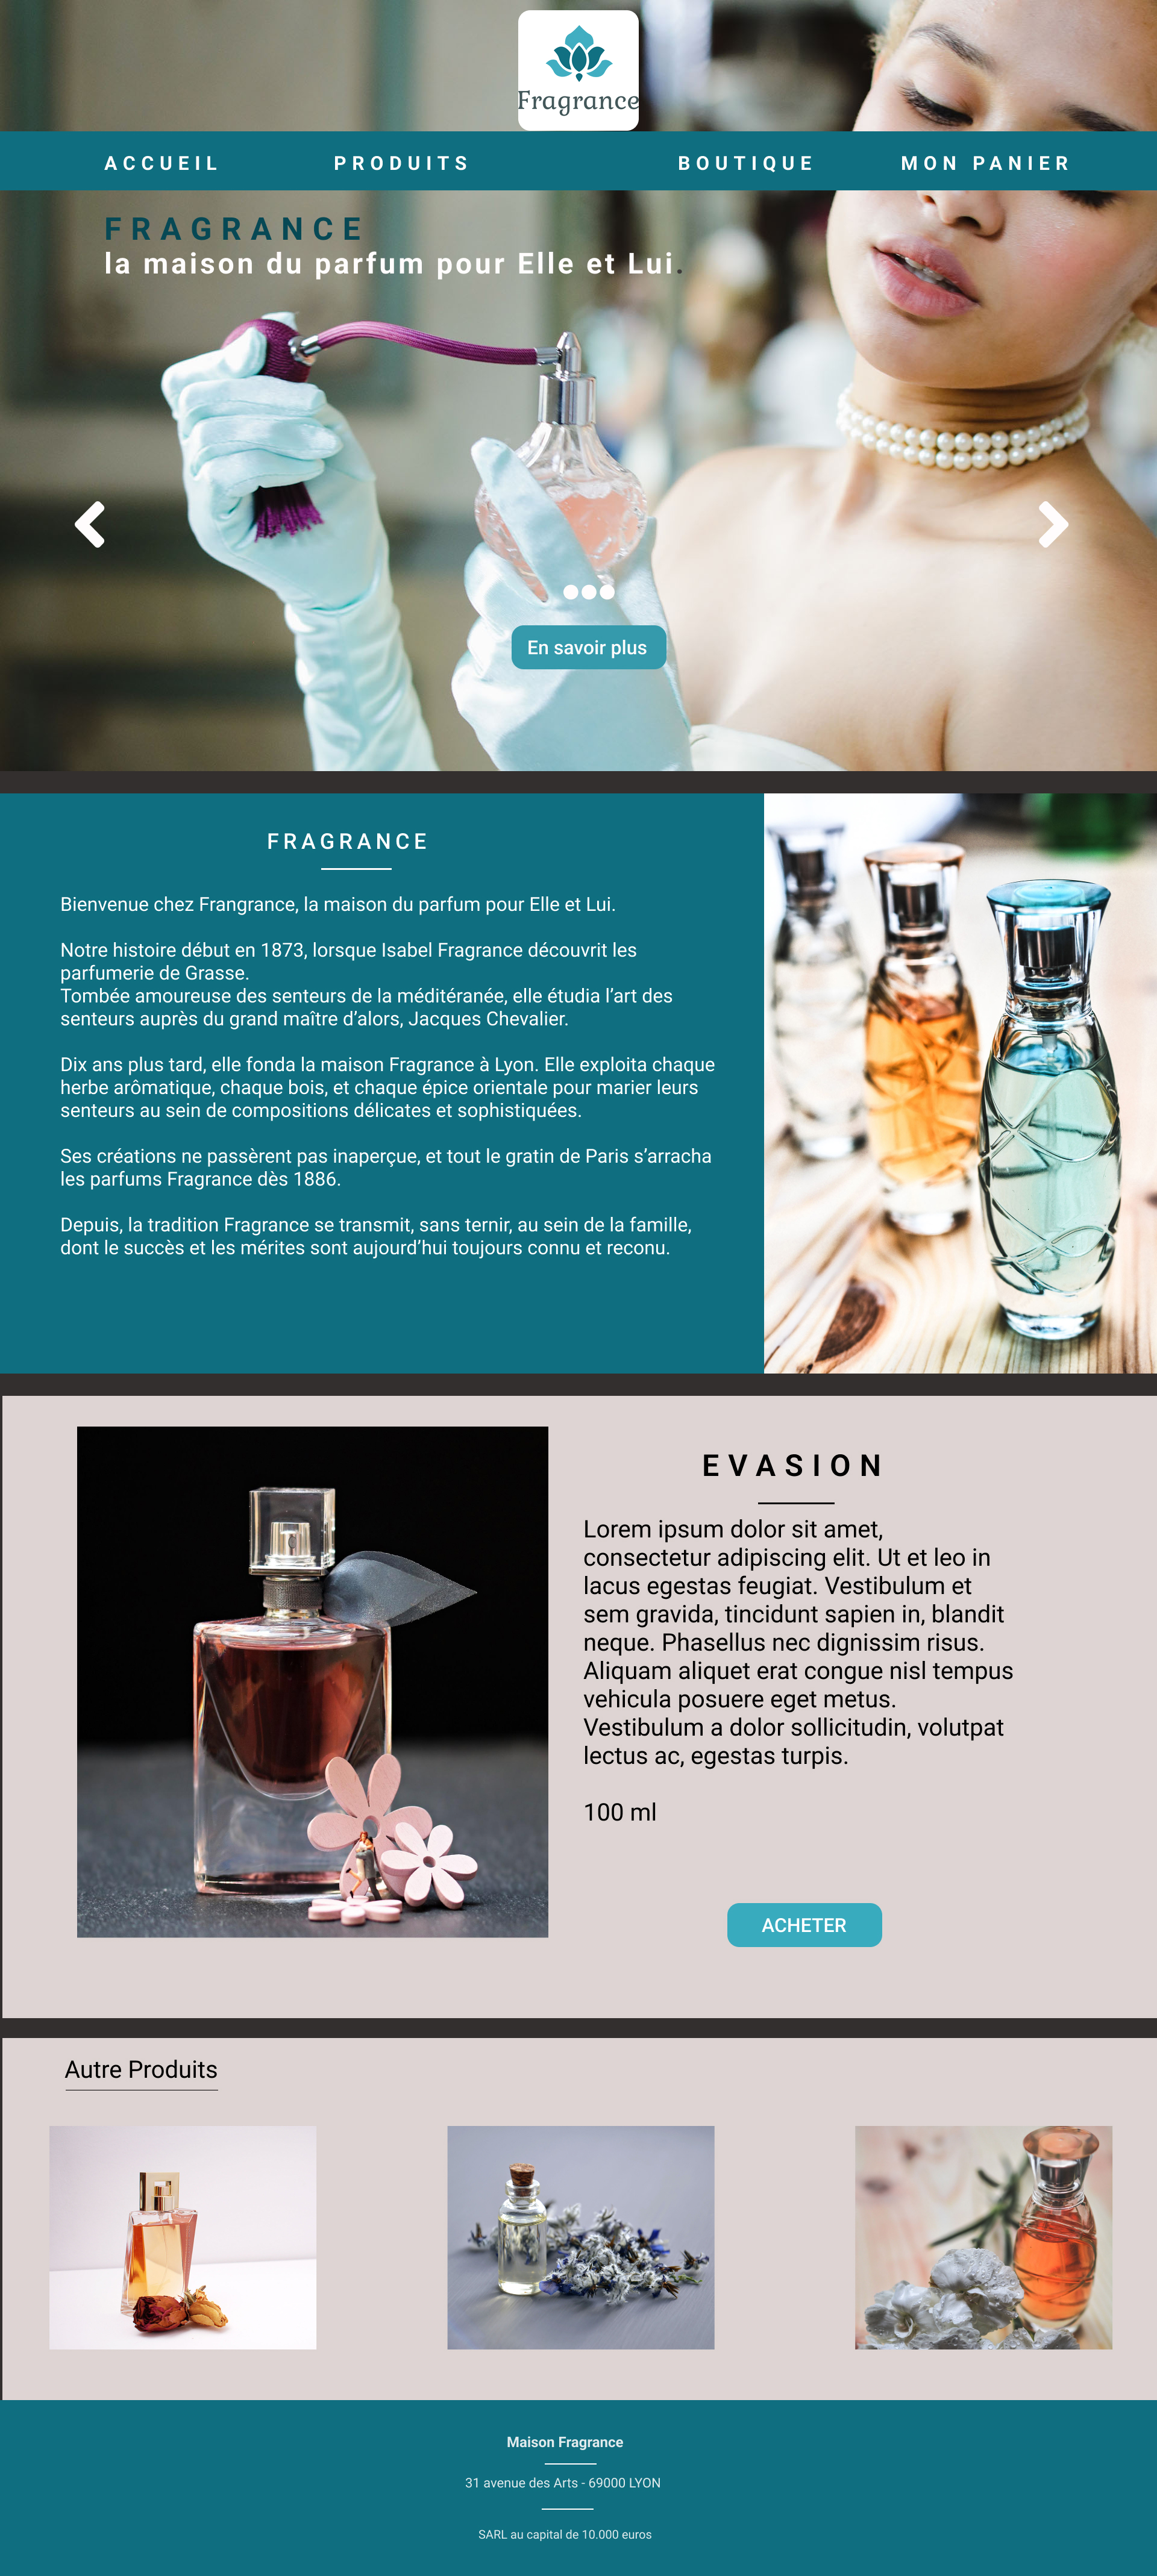 Fragrance
ACCUEIL PRODUITS BOUTIQUE MON PANIER
FRAGRANCE
la maison du parfum pour Elle et Lui.
En savoir plus
FRAGRANCE
Bienvenue chez Frangrance, la maison du parfum pour Elle et Lui.
Notre histoire début en 1873, lorsque Isabel Fragrance découvrit les
parfumerie de Grasse.
Tombée amoureuse des senteurs de la méditéranée, elle étudia l'art des
senteurs auprès du grand maître d'alors, Jacques Chevalier.
Dix ans plus tard, elle fonda la maison Fragrance à Lyon. Elle exploita chaque
herbe arômatique, chaque bois, et chaque épice orientale pour marier leurs
senteurs au sein de compositions délicates et sophistiquées.
Ses créations ne passèrent pas inaperçue, et tout le gratin de Paris s'arracha
les parfums Fragrance dès 1886.
Depuis, la tradition Fragrance se transmit, sans ternir, au sein de la famille,
dont le succès et les mérites sont aujourd'hui toujours connu et reconu.
EVASION
Lorem ipsum dolor sit amet,
consectetur adipiscing elit. Ut et leo in
lacus egestas feugiat. Vestibulum et
sem gravida, tincidunt sapien in, blandit
neque. Phasellus nec dignissim risus.
Aliquam aliquet erat congue nisl tempus
vehicula posuere eget metus.
Vestibulum a dolor sollicitudin, volutpat
lectus ac, egestas turpis.
100 ml
ACHETER
Autre Produits
Maison Fragrance
31 avenue des Arts - 69000 LYON
SARL au capital de 10.000 euros